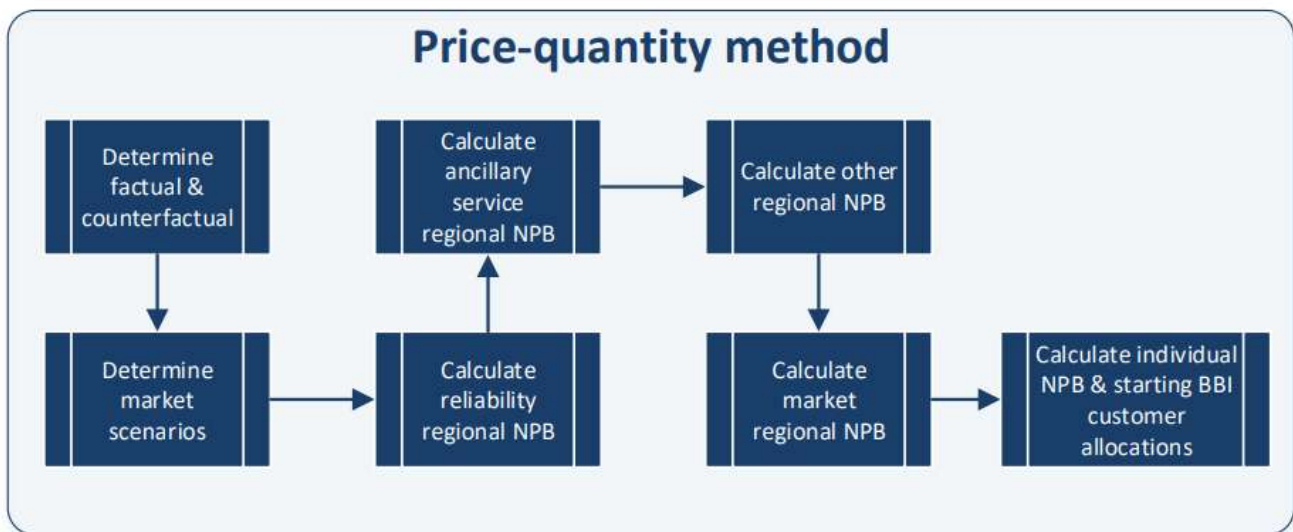 Price-quantity method
Determine
factual &
counterfactual
Determine
market
scenarios
Calculate
reliability
regional NPB
Calculate
ancillary
service
regional NPB
Calculate other
regional NPB
Calculate
market
regional NPB
Calculate individual
NPB & starting BBI
customer
allocations